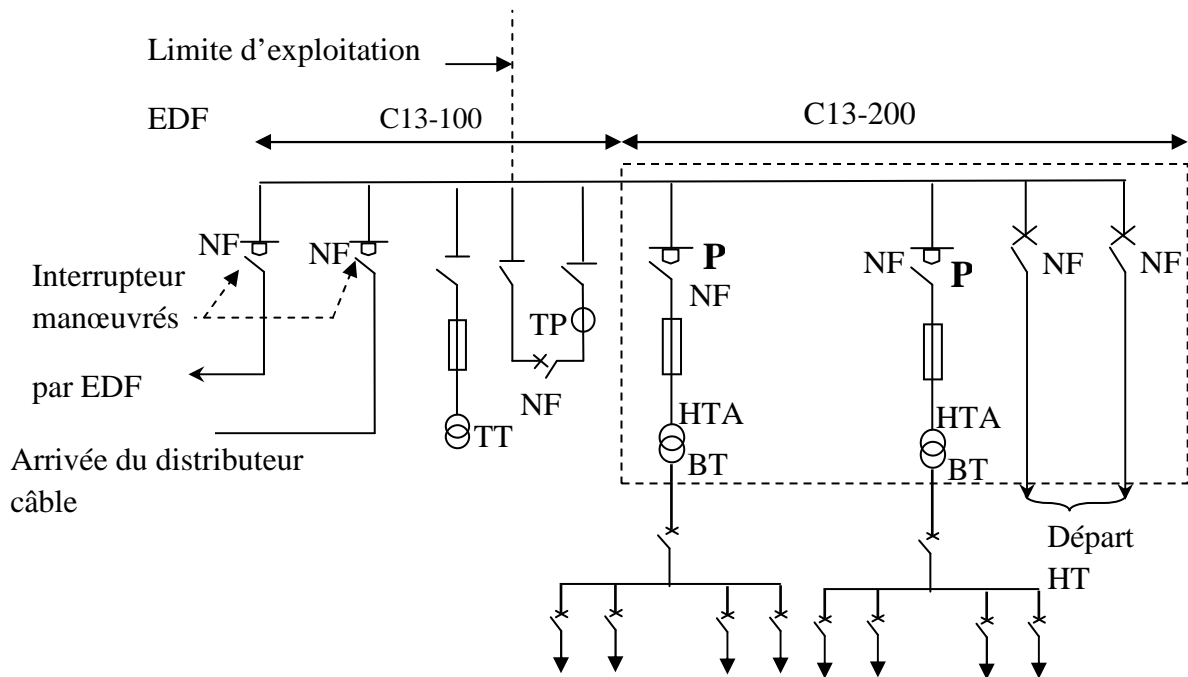 Limite d’exploitation
EDF
C13-100
C13-200
NF
NF
P
NF
NF
P
NF
NF
Interrupteur
manœuvrés
par EDF
TP
NF
HTA
BT
HTA
BT
TT
Arrivée du distributeur
câble
Départ
HT